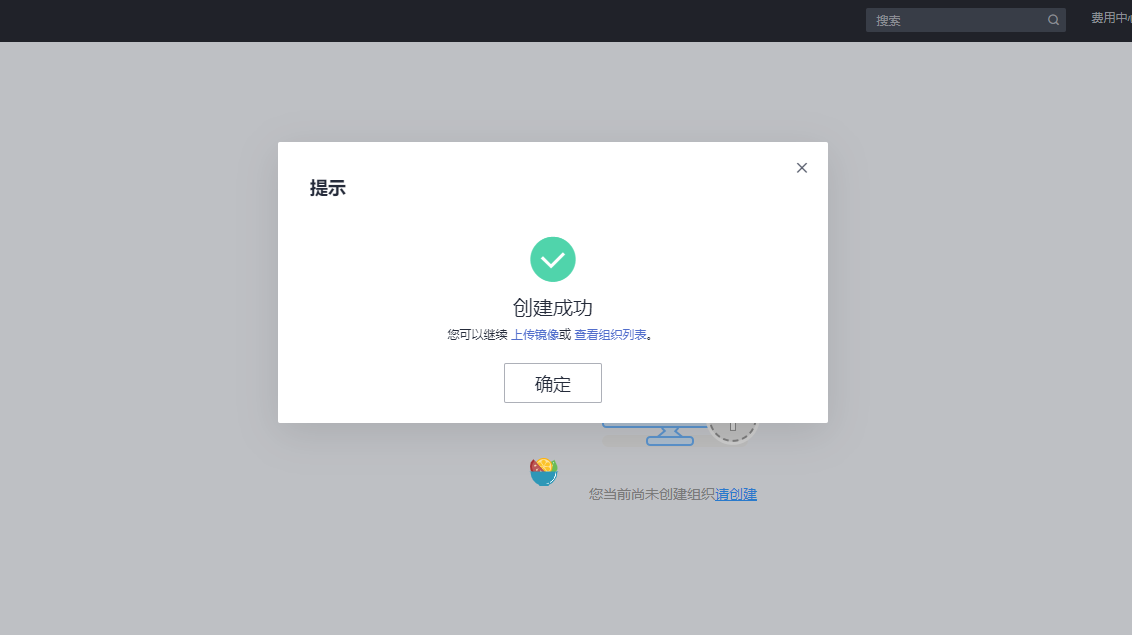 搜索
费用中心
提示
创建成功
您可以继续 上传镜像或 查看组织列表。
确定
您当前尚未创建组织请创建